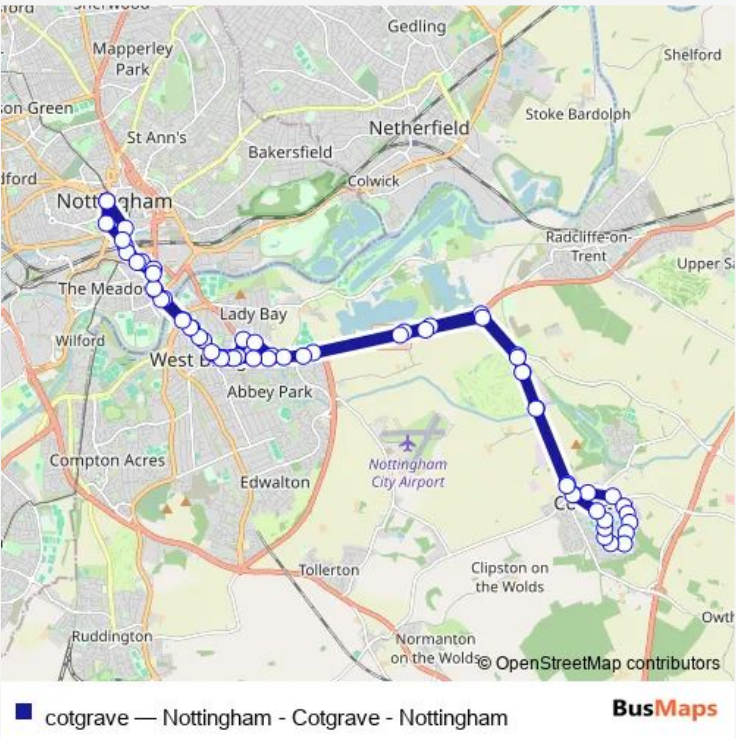 Sherwood
Gedling
Mapperley
Park
Shelford
son Green
Stoke Bardolph
St Ann's
Netherfield
Bakersfield
Colwick
Nottingham
Radcliffe-on-
Trent
Upper Sa
The Meado
Lady Bay
Wilford
West B
Abbey Park
Compton Acres
Nottingham
City Airport
Edwalton
Tollerton
Clipston on
the Wolds
Owth
Ruddington
Normanton
on the Wolds
© OpenStreetMap contributors
cotgrave — Nottingham - Cotgrave - Nottingham
BusMaps